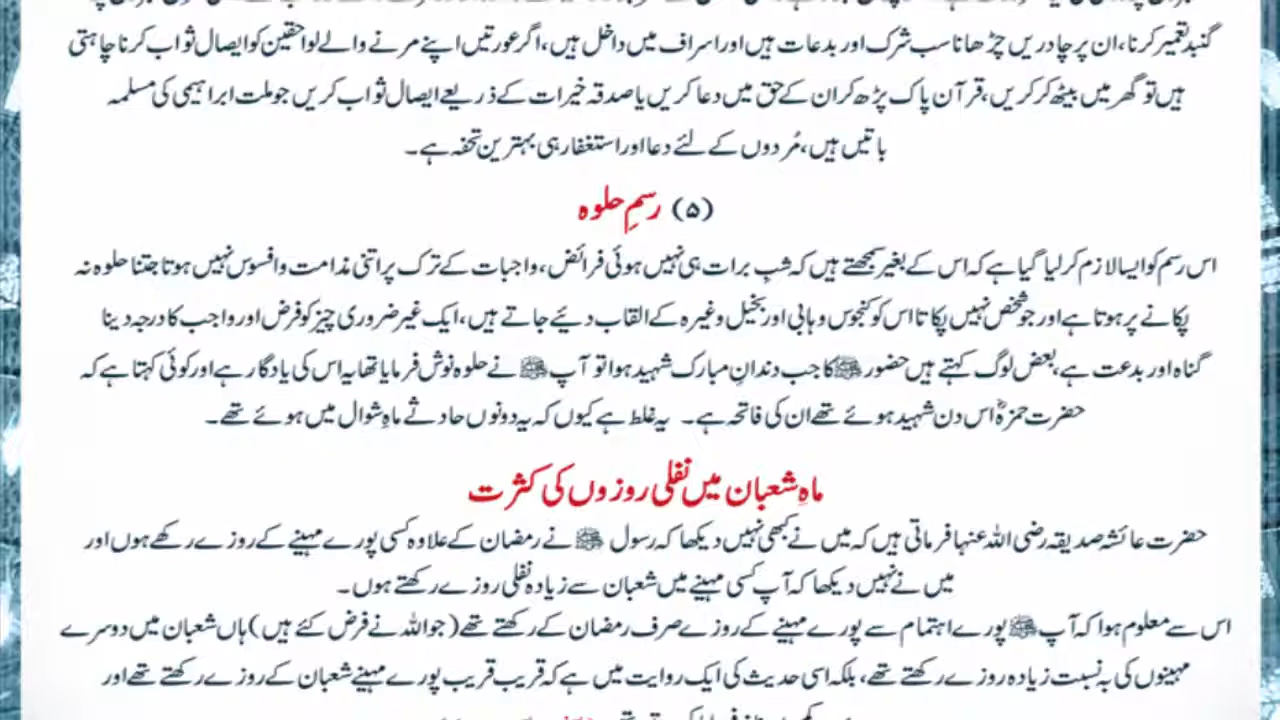 گنبد تعمیر کرنا، ان پر چادریں چڑھانا سب شرک اور بدعات ہیں اور اسراف میں داخل ہیں، اگر عورتیں اپنے مرنے والے لواحقین کو ایصال ثواب کرنا چاہتی
ہیں تو گھر میں بیٹھ کر کریں، قرآن پاک پڑھ کر ان کے حق میں دعا کریں یا صدقہ خیرات کے ذریعے ایصال ثواب کریں جو ملت ابراہیمی کی مسلمہ
باتیں ہیں، مُردوں کے لئے دعا اور استغفار ہی بہترین تحفہ ہے۔
(۵) رسمِ حلوہ
اس رسم کو ایسا لازم کر لیا گیا ہے کہ اس کے بغیر سمجھتے ہیں کہ شبِ برات ہی نہیں ہوئی فرائض، واجبات کے ترک پر اتنی مذامت و افسوس نہیں ہوتا جتنا حلوہ نہ
پکانے پر ہوتا ہے اور جو شخص نہیں پکاتا اس کو کنجوس وہابی اور بخیل وغیرہ کے القاب دیئے جاتے ہیں، ایک غیر ضروری چیز کو فرض اور واجب کا درجہ دینا
گناہ اور بدعت ہے، بعض لوگ کہتے ہیں حضور ﷺ کا جب دندانِ مبارک شہید ہوا تو آپ ﷺ نے حلوہ نوش فرمایا تھا یہ اس کی یادگار ہے اور کوئی کہتا ہے کہ
حضرت حمزہؓ اس دن شہید ہوئے تھے ان کی فاتحہ ہے۔ یہ غلط ہے کیوں کہ یہ دونوں حادثے ماہِ شوال میں ہوئے تھے۔
ماہِ شعبان میں نفلی روزوں کی کثرت
حضرت عائشہ صدیقہ رضی اللہ عنہا فرماتی ہیں کہ میں نے کبھی نہیں دیکھا کہ رسول ﷺ نے رمضان کے علاوہ کسی پورے مہینے کے روزے رکھے ہوں اور
میں نے نہیں دیکھا کہ آپ کسی مہینے میں شعبان سے زیادہ نفلی روزے رکھتے ہوں۔
اس سے معلوم ہوا کہ آپ ﷺ پورے اہتمام سے پورے مہینے کے روزے صرف رمضان کے رکھتے تھے (جو اللہ نے فرض کئے ہیں) ہاں شعبان میں دوسرے
مہینوں کی بہ نسبت زیادہ روزے رکھتے تھے، بلکہ اسی حدیث کی ایک روایت میں ہے کہ قریب قریب پورے مہینے شعبان کے روزے رکھتے تھے اور